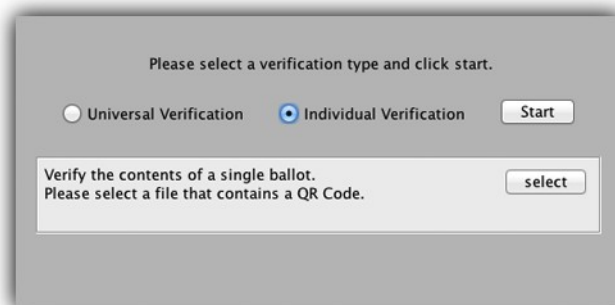 Please select a verification type and click start.
Universal Verification Individual Verification Start
Verify the contents of a single ballot.
Please select a file that contains a QR Code.
select